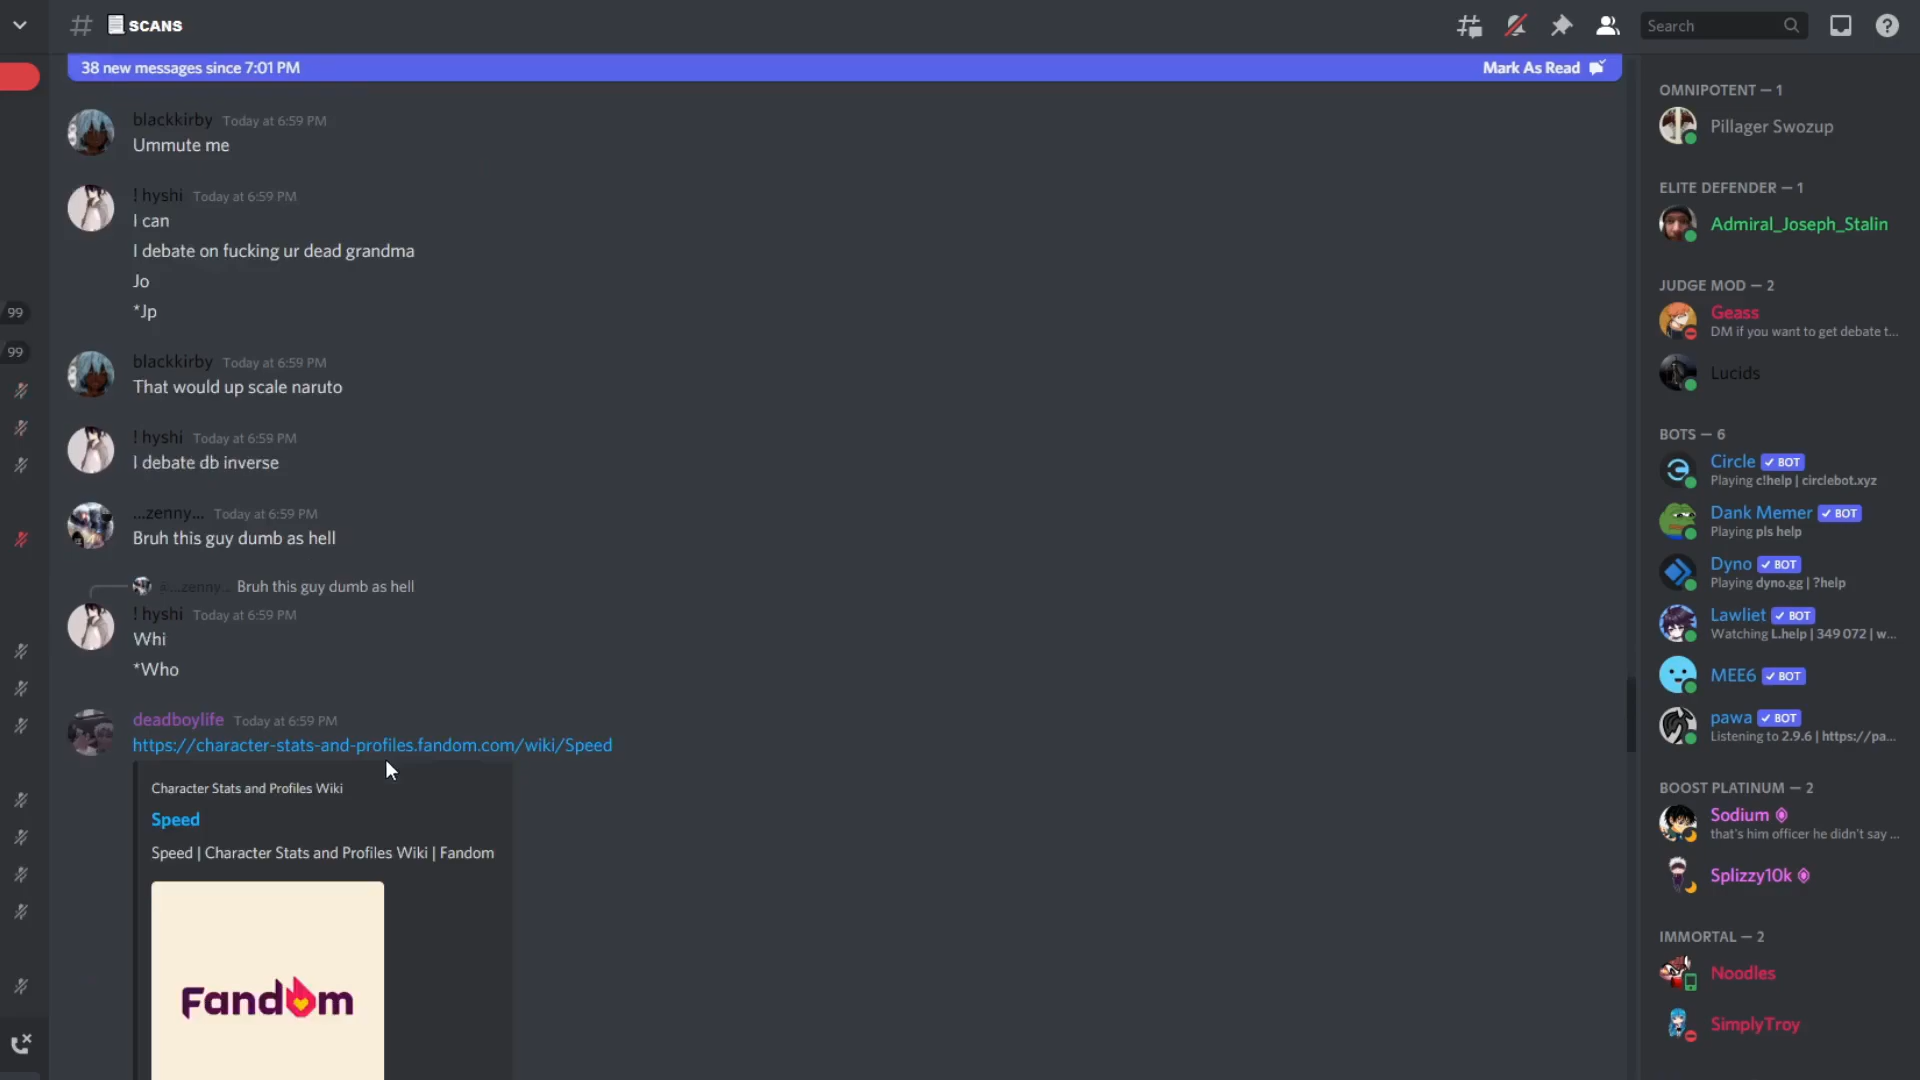 SCANS
Search
38 new messages since 7:01 PM
Mark As Read
blackkirby Today at 6:59 PM
Ummute me
! hyshi Today at 6:59 PM
I can
I debate on fucking ur dead grandma
Jo
*Jp
blackkirby Today at 6:59 PM
That would up scale naruto
! hyshi Today at 6:59 PM
I debate db inverse
...zenny... Today at 6:59 PM
Bruh this guy dumb as hell
@...zenny... Bruh this guy dumb as hell
! hyshi Today at 6:59 PM
Whi
*Who
deadboylife Today at 6:59 PM
https://character-stats-and-profiles.fandom.com/wiki/Speed
Character Stats and Profiles Wiki
Speed
Speed | Character Stats and Profiles Wiki | Fandom
Fandom
99
99
OMNIPOTENT — 1
Pillager Swozup
ELITE DEFENDER — 1
Admiral_Joseph_Stalin
JUDGE MOD — 2
Geass
DM if you want to get debate t...
Lucids
BOTS — 6
Circle ✓ BOT
Playing c!help | circlebot.xyz
Dank Memer ✓ BOT
Playing pls help
Dyno ✓ BOT
Playing dyno.gg | ?help
Lawliet ✓ BOT
Watching L.help | 349 072 | w...
MEE6 ✓ BOT
pawa ✓ BOT
Listening to 2.9.6 | https://pa...
BOOST PLATINUM — 2
Sodium
that's him officer he didn't say ...
Splizzy10k
IMMORTAL — 2
Noodles
SimplyTroy